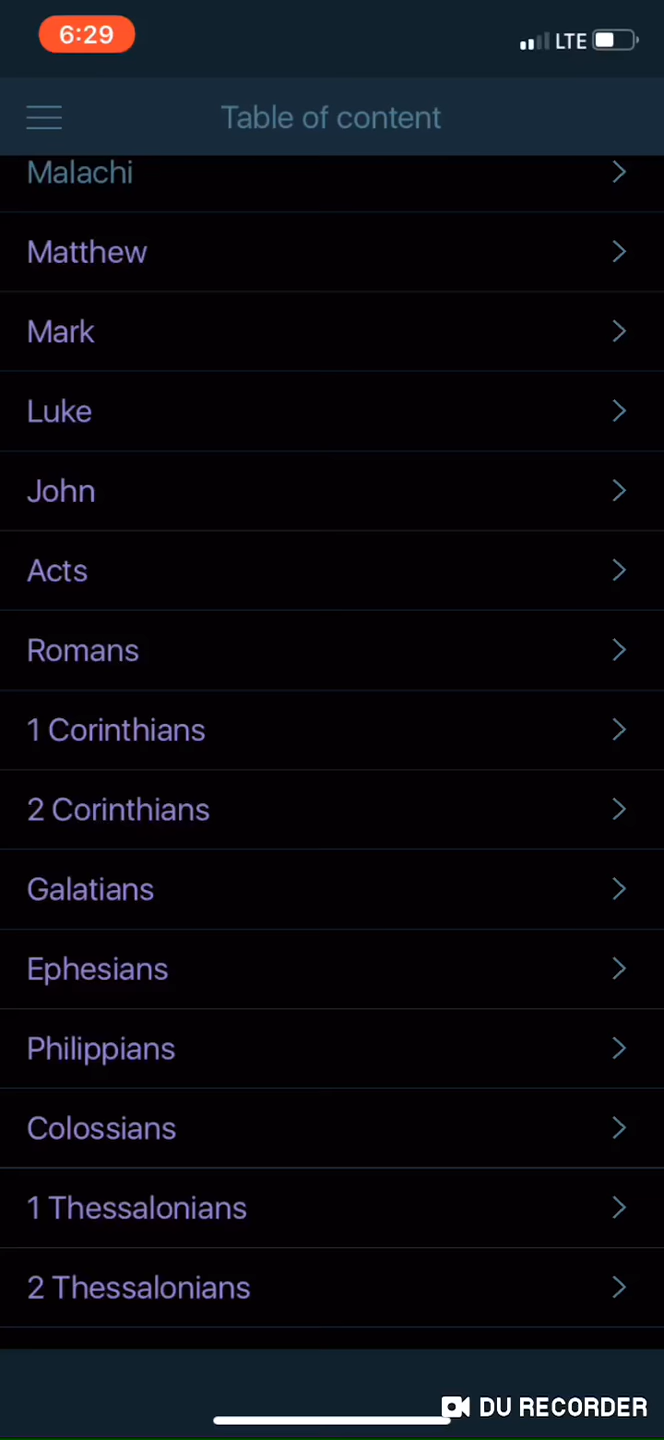 6:29
LTE
Table of content
Malachi
Matthew
Mark
Luke
John
Acts
Romans
1 Corinthians
2 Corinthians
Galatians
Ephesians
Philippians
Colossians
1 Thessalonians
2 Thessalonians
DU RECORDER